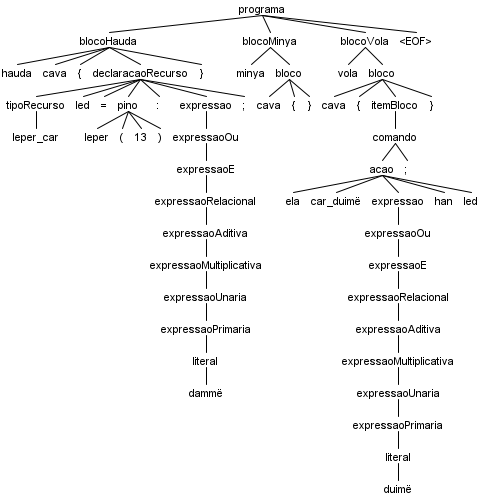 programa
blocoHauda blocoMinya blocoVola <EOF>
hauda cava { declaracaoRecurso } minya bloco vola bloco
tipoRecurso led = pino : expressao ; cava { } cava { itemBloco }
leper_car leper ( 13 ) expressaoOu comando
expressaoE acao ;
expressaoRelacional ela car_duimë expressao han led
expressaoAditiva expressaoOu
expressaoMultiplicativa expressaoE
expressaoUnaria expressaoRelacional
expressaoPrimaria expressaoAditiva
literal expressaoMultiplicativa
dammë expressaoUnaria
expressaoPrimaria
literal
duimë